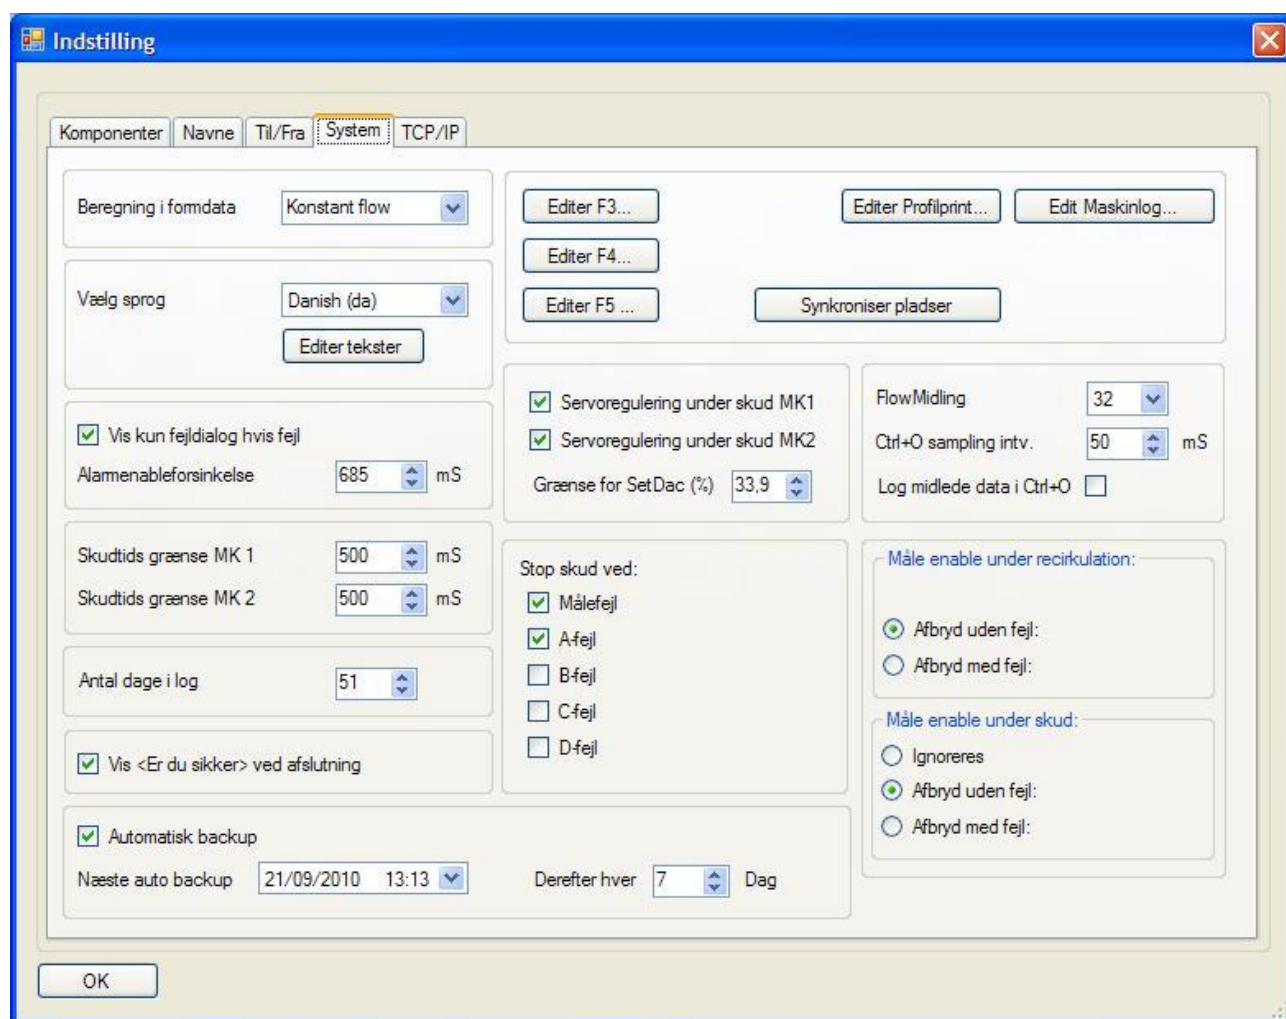 Indstilling
Komponenter Navne Til/Fra System TCP/IP
Beregning i formdata Konstant flow
Vælg sprog Danish (da)
Editer tekster
Vis kun fejldialog hvis fejl
Alarmenableforsinkelse 685 mS
Skudtids grænse MK 1 500 mS
Skudtids grænse MK 2 500 mS
Antal dage i log 51
Vis <Er du sikker> ved afslutning
Editer F3... Editer Profilprint... Edit Maskinlog...
Editer F4...
Editer F5 ... Synkroniser pladser
Servoregulering under skud MK1
Servoregulering under skud MK2
Grænse for SetDac (%) 33,9
FlowMidling 32
Ctrl+O sampling intv. 50 mS
Log midlede data i Ctrl+O
Stop skud ved:
Målefejl
A-fejl
B-fejl
C-fejl
D-fejl
Måle enable under recirkulation:
Afbryd uden fejl:
Afbryd med fejl:
Måle enable under skud:
Ignoreres
Afbryd uden fejl:
Afbryd med fejl:
Automatisk backup
Næste auto backup 21/09/2010 13:13 Derefter hver 7 Dag
OK